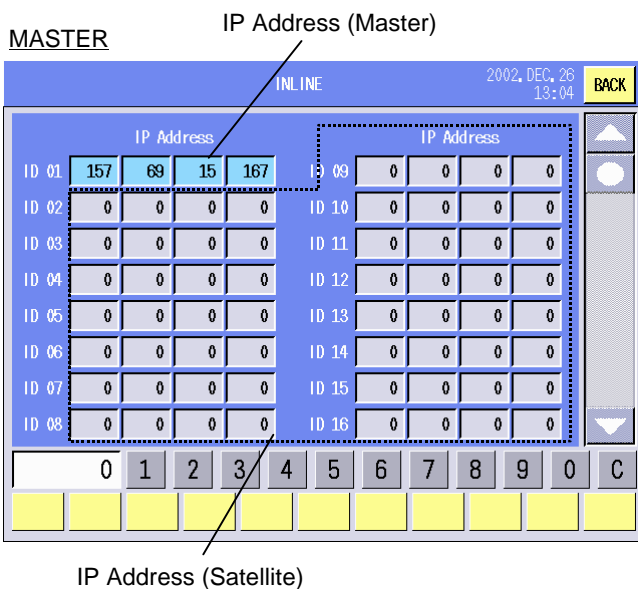 IP Address (Master)
MASTER
INLINE
2002. DEC. 26
13:04
BACK
IP Address IP Address
ID 01 157 69 15 167 ID 09 0 0 0 0
ID 02 0 0 0 0 ID 10 0 0 0 0
ID 03 0 0 0 0 ID 11 0 0 0 0
ID 04 0 0 0 0 ID 12 0 0 0 0
ID 05 0 0 0 0 ID 13 0 0 0 0
ID 06 0 0 0 0 ID 14 0 0 0 0
ID 07 0 0 0 0 ID 15 0 0 0 0
ID 08 0 0 0 0 ID 16 0 0 0 0
0 1 2 3 4 5 6 7 8 9 0 C
IP Address (Satellite)